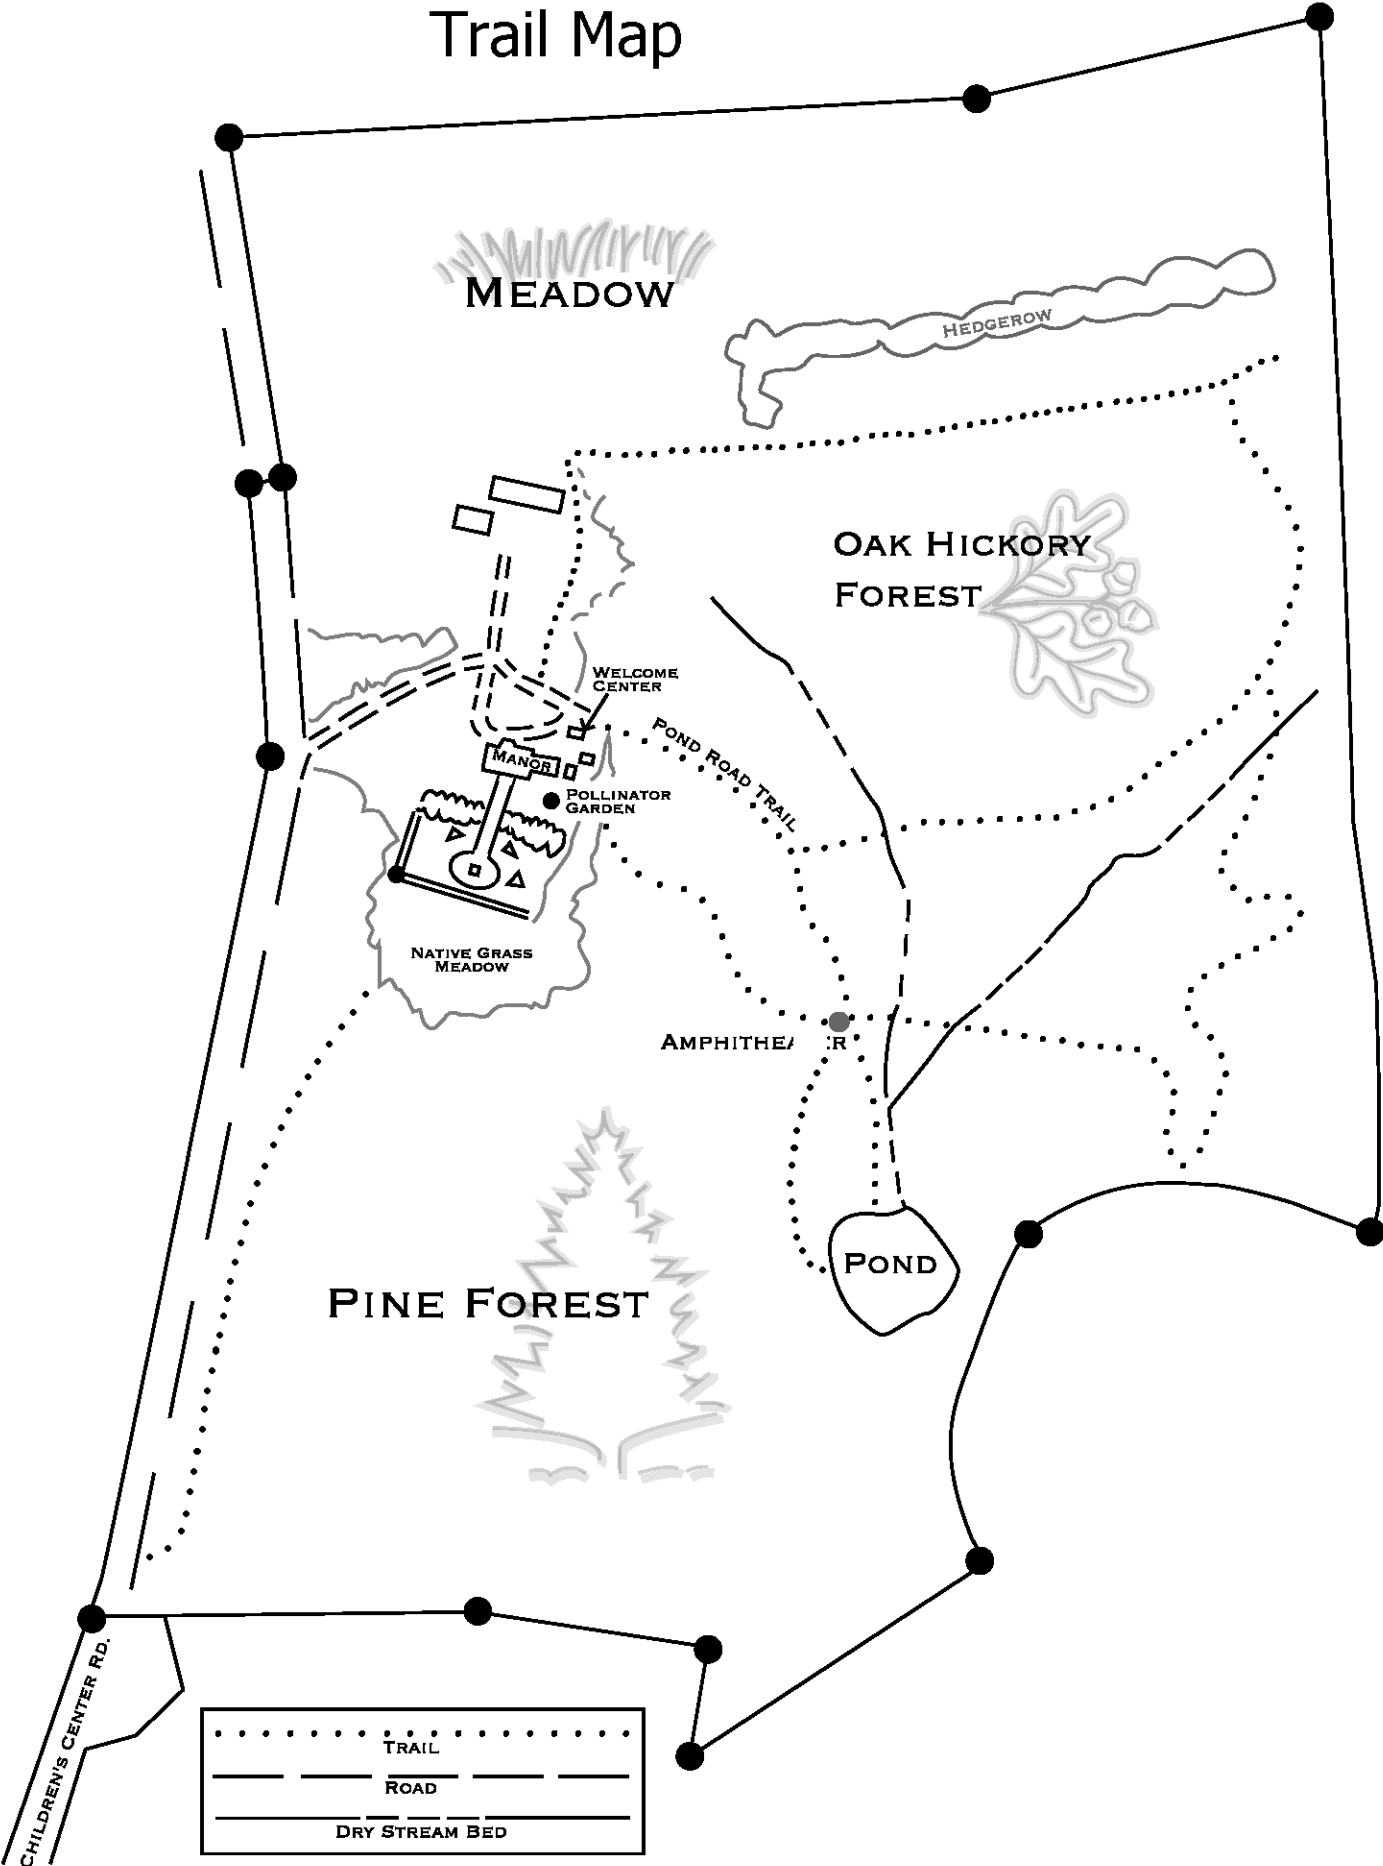 Trail Map
MEADOW
HEDGEROW
OAK HICKORY
FOREST
WELCOME
CENTER
POND ROAD TRAIL
MANOR
POLLINATOR
GARDEN
NATIVE GRASS
MEADOW
PINE FOREST
POND
CHILDREN'S CENTER RD.
TRAIL
ROAD
DRY STREAM BED